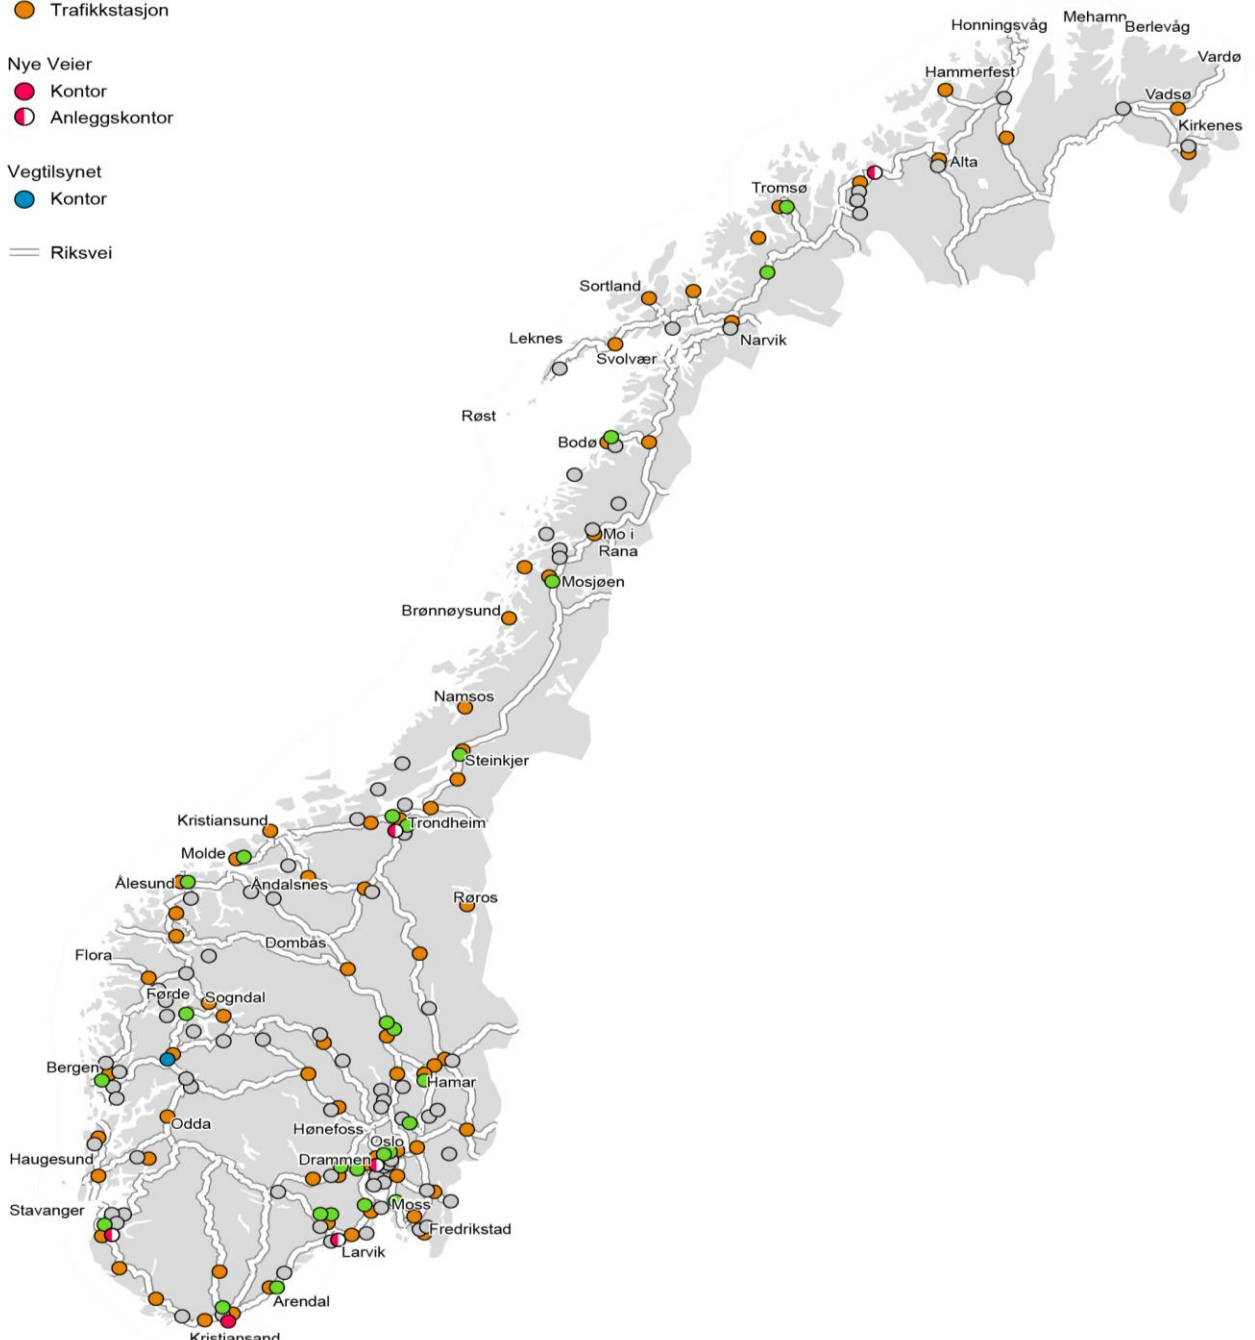 Trafikkstasjon
Nye Veier
Kontor
Anleggskontor
Vegtilsynet
Kontor
Riksvei
Honningsvåg
Mehamn
Berlevåg
Vardø
Hammerfest
Vadsø
Kirkenes
Alta
Tromsø
Sortland
Leknes
Svolvær
Narvik
Røst
Bodø
Mo i
Rana
Mosjøen
Brønnøysund
Namsos
Steinkjer
Kristiansund
Trondheim
Molde
Ålesund
Åndalsnes
Røros
Dombås
Flora
Førde
Sogndal
Bergen
Hamar
Odda
Hønefoss
Oslo
Haugesund
Drammen
Stavanger
Moss
Fredrikstad
Larvik
Arendal
Kristiansand